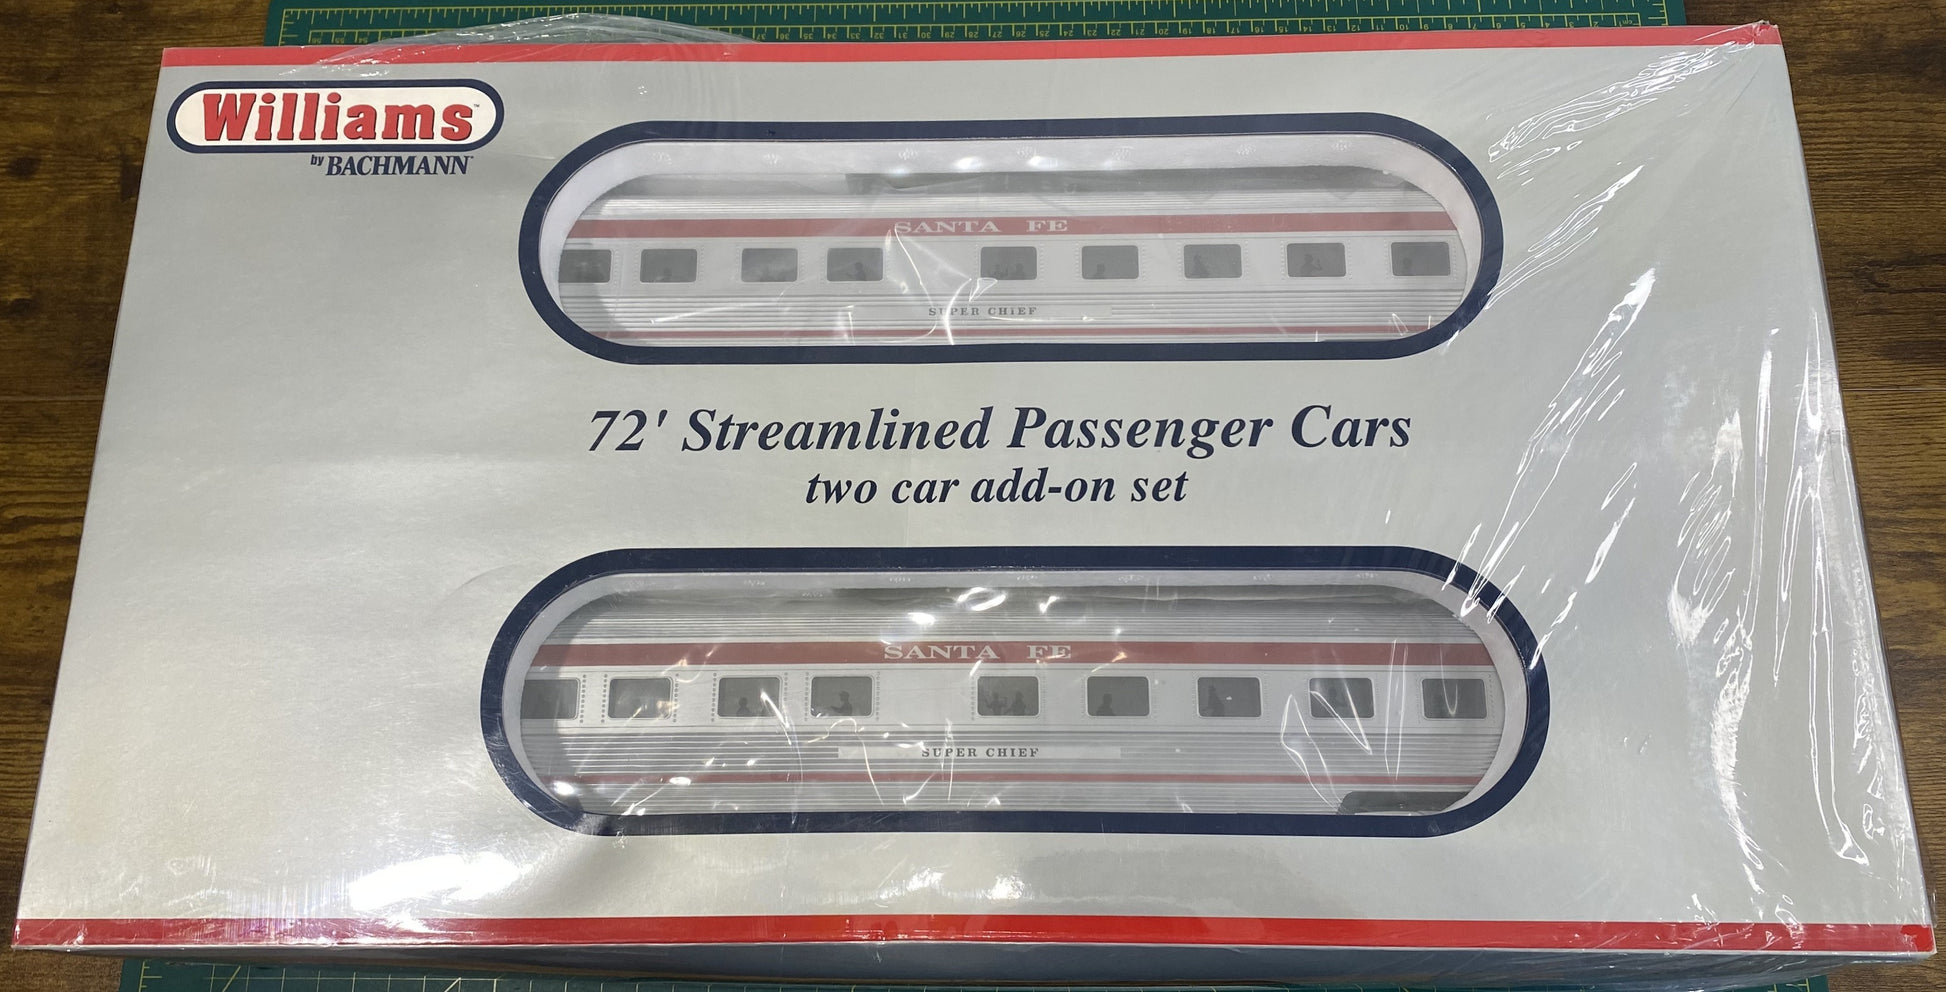 Williams™
by BACHMANN
SANTA FE
SUPER CHIEF
72' Streamlined Passenger Cars
two car add-on set
SANTA FE
SUPER CHIEF